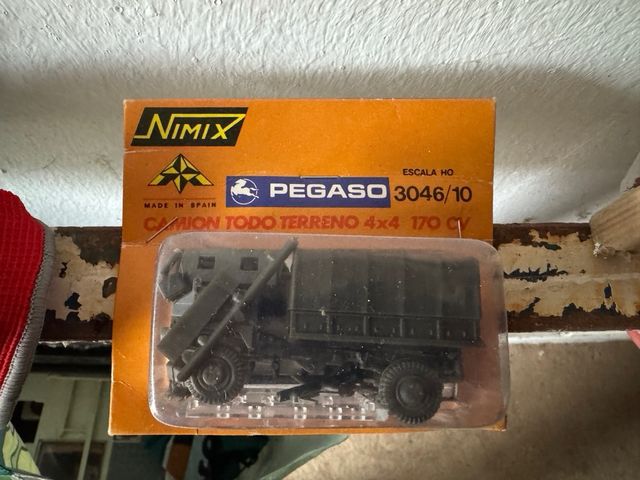 NIMIX
ESCALA HO
PEGASO 3046/10
MADE IN SPAIN
CAMION TODO TERRENO 4x4 170 CV